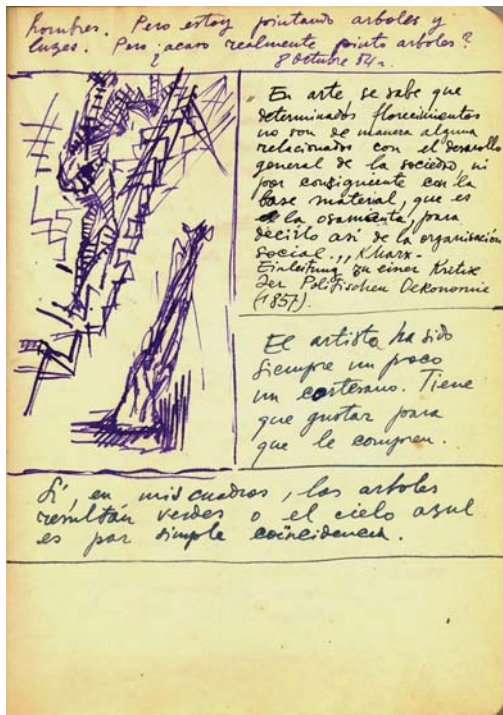 hombres. Pero estoy pintando arboles y
luzes. Pero ¿acaso realmente pinto arboles?
? 8 Octubre 54.
„ En arte se sabe que
determinados florecimientos
no son de manera alguna
relacionados con el desarollo
general de la sociedad, ni
por consiguiente con la
base material, que es
la osamenta, para
decirlo así de la organisación
social.„ K Marx-
Einleitung zu einer Kritik
Der Politischen Oekonomie
(1857).
El artista ha sido
siempre un poco
un cortesano. Tiene
que gustar para
que le compren.
Si, en mis cuadros, los arboles
resultan verdes o el cielo azul
es por simple coïncidencia.